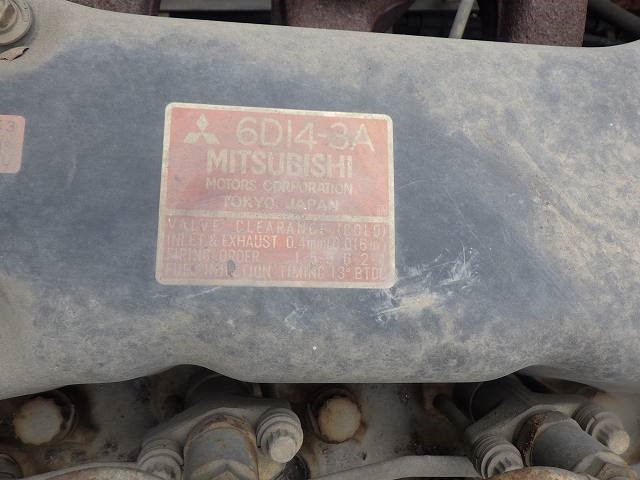 6D14-3A
MITSUBISHI
MOTORS CORPORATION
TOKYO, JAPAN
VALVE CLEARANCE (COLD)
INLET & EXHAUST 0.4mm(0.016in)
FIRING ORDER 1-5-3-6-2-4
FUEL INJECTION TIMING 13° BTDC